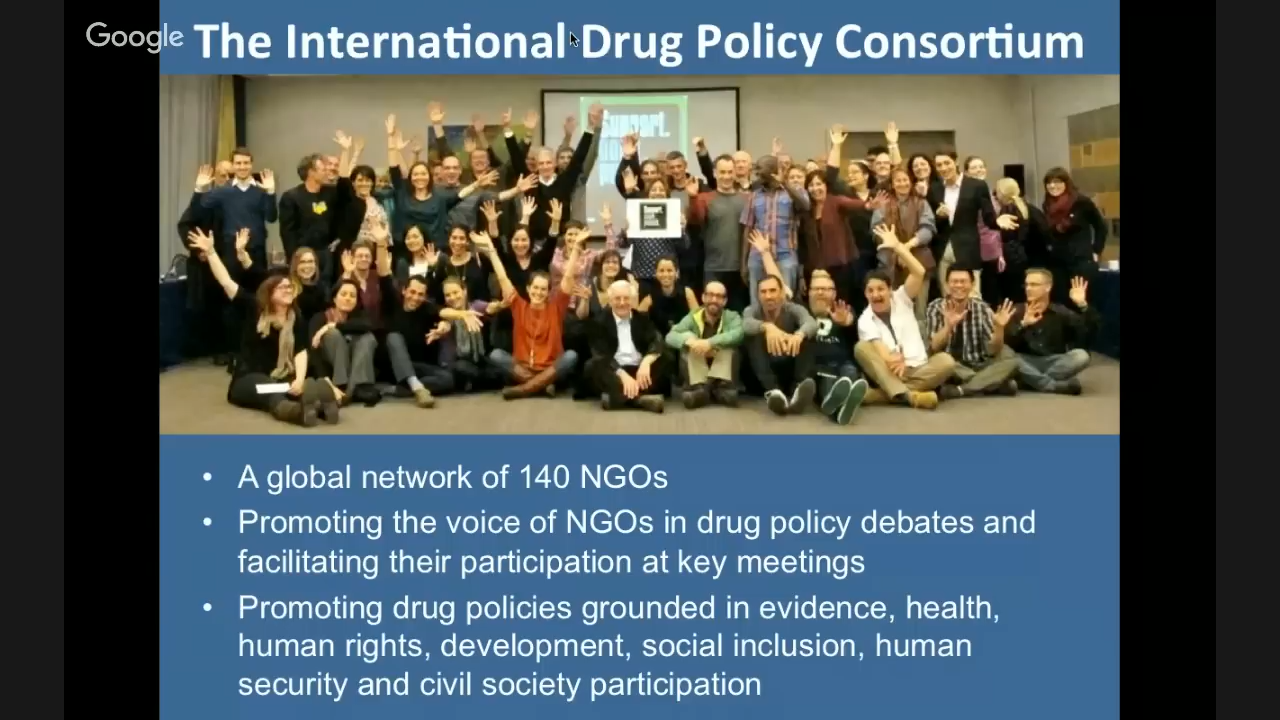 Google
The International Drug Policy Consortium
Support.
• A global network of 140 NGOs
• Promoting the voice of NGOs in drug policy debates and
facilitating their participation at key meetings
• Promoting drug policies grounded in evidence, health,
human rights, development, social inclusion, human
security and civil society participation